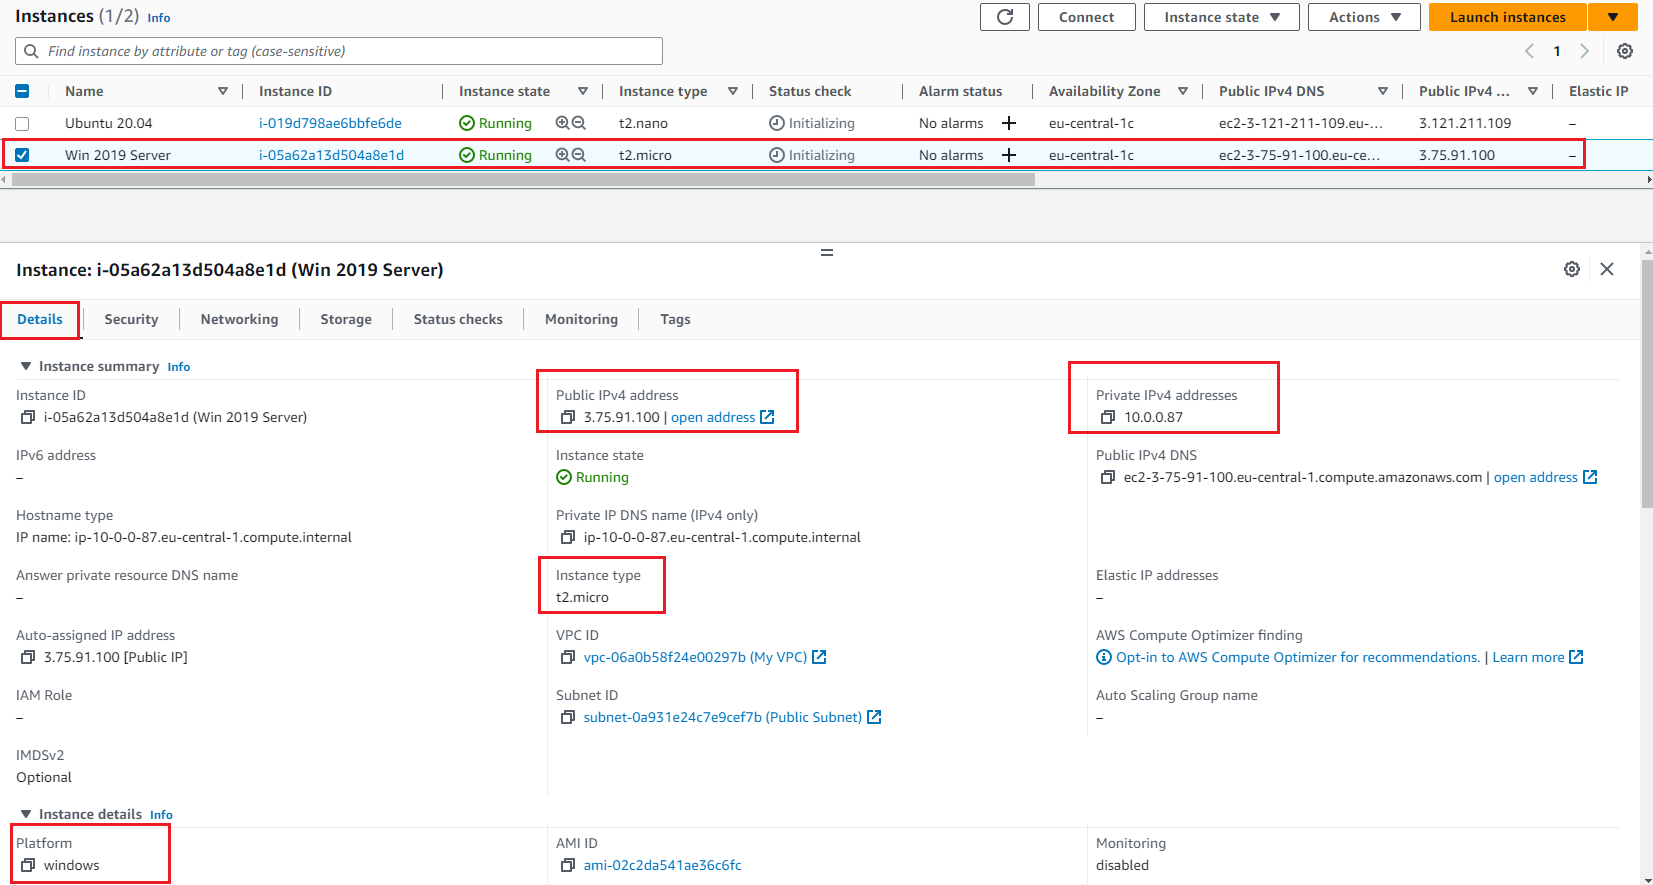 Instances (1/2) Info
Connect
Instance state
Actions
Launch instances
Find instance by attribute or tag (case-sensitive)
1
Name Instance ID Instance state Instance type Status check Alarm status Availability Zone Public IPv4 DNS Public IPv4 ... Elastic IP
Ubuntu 20.04 i-019d798ae6bbfe6de Running t2.nano Initializing No alarms + eu-central-1c ec2-3-121-211-109.eu-... 3.121.211.109 –
Win 2019 Server i-05a62a13d504a8e1d Running t2.micro Initializing No alarms + eu-central-1c ec2-3-75-91-100.eu-ce... 3.75.91.100 –
Instance: i-05a62a13d504a8e1d (Win 2019 Server)
Details Security Networking Storage Status checks Monitoring Tags
Instance summary Info
Instance ID
i-05a62a13d504a8e1d (Win 2019 Server)
Public IPv4 address
3.75.91.100 | open address
Private IPv4 addresses
10.0.0.87
IPv6 address
–
Instance state
Running
Public IPv4 DNS
ec2-3-75-91-100.eu-central-1.compute.amazonaws.com | open address
Hostname type
IP name: ip-10-0-0-87.eu-central-1.compute.internal
Private IP DNS name (IPv4 only)
ip-10-0-0-87.eu-central-1.compute.internal
Answer private resource DNS name
–
Instance type
t2.micro
Elastic IP addresses
–
Auto-assigned IP address
3.75.91.100 [Public IP]
VPC ID
vpc-06a0b58f24e00297b (My VPC)
AWS Compute Optimizer finding
Opt-in to AWS Compute Optimizer for recommendations. | Learn more
IAM Role
–
Subnet ID
subnet-0a931e24c7e9cef7b (Public Subnet)
Auto Scaling Group name
–
IMDSv2
Optional
Instance details Info
Platform
windows
AMI ID
ami-02c2da541ae36c6fc
Monitoring
disabled